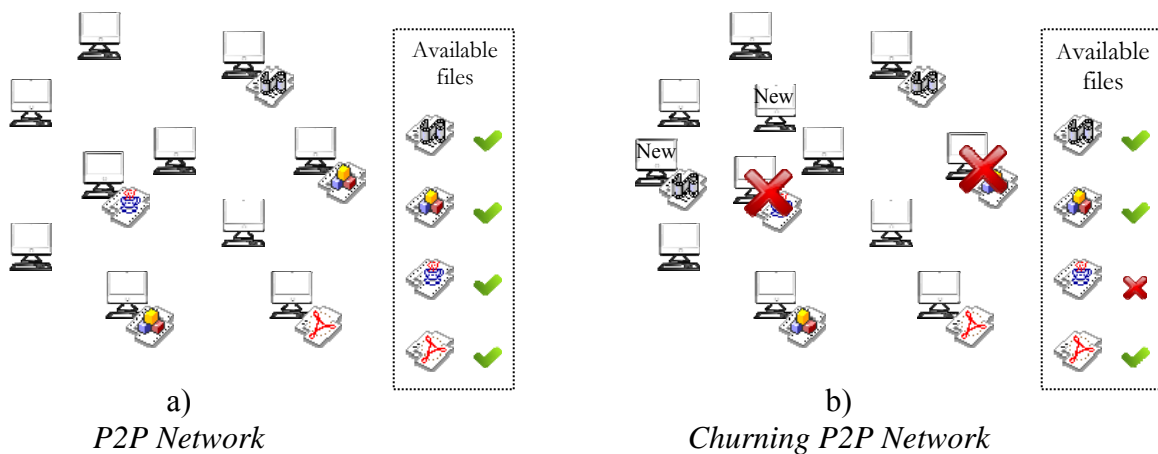 Available
files
a)
P2P Network
New
New
Available
files
b)
Churning P2P Network